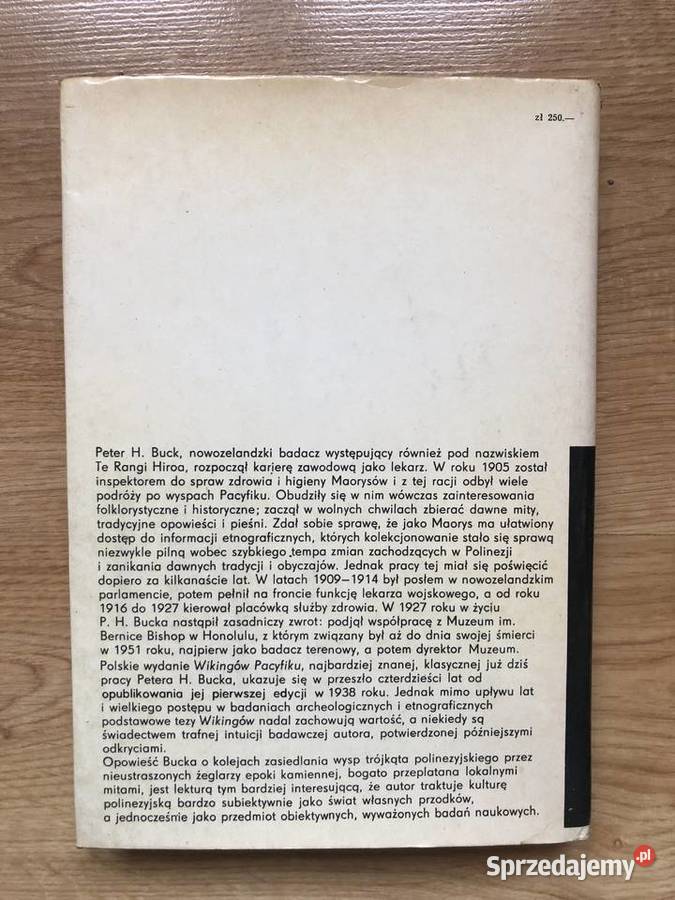 zł 250.—
Peter H. Buck, nowozelandzki badacz występujący również pod nazwiskiem
Te Rangi Hiroa, rozpoczął karierę zawodową jako lekarz. W roku 1905 został
inspektorem do spraw zdrowia i higieny Maorysów i z tej racji odbył wiele
podróży po wyspach Pacyfiku. Obudziły się w nim wówczas zainteresowania
folklorystyczne i historyczne; zaczął w wolnych chwilach zbierać dawne mity,
tradycyjne opowieści i pieśni. Zdał sobie sprawę, że jako Maorys ma ułatwiony
dostęp do informacji etnograficznych, których kolekcjonowanie stało się sprawą
niezwykle pilną wobec szybkiego tempa zmian zachodzących w Polinezji
i zanikania dawnych tradycji i obyczajów. Jednak pracy tej miał się poświęcić
dopiero za kilkanaście lat. W latach 1909—1914 był posłem w nowozelandzkim
parlamencie, potem pełnił na froncie funkcję lekarza wojskowego, a od roku
1916 do 1927 kierował placówką służby zdrowia. W 1927 roku w życiu
P. H. Bucka nastąpił zasadniczy zwrot: podjął współpracę z Muzeum im.
Bernice Bishop w Honolulu, z którym związany był aż do dnia swojej śmierci
w 1951 roku, najpierw jako badacz terenowy, a potem dyrektor Muzeum.
Polskie wydanie Wikingów Pacyfiku, najbardziej znanej, klasycznej już dziś
pracy Petera H. Bucka, ukazuje się w przeszło czterdzieści lat od
opublikowania jej pierwszej edycji w 1938 roku. Jednak mimo upływu lat
i wielkiego postępu w badaniach archeologicznych i etnograficznych
podstawowe tezy Wikingów nadal zachowują wartość, a niekiedy są
świadectwem trafnej intuicji badawczej autora, potwierdzonej późniejszymi
odkryciami.
Opowieść Bucka o kolejach zasiedlania wysp trójkąta polinezyjskiego przez
nieustraszonych żeglarzy epoki kamiennej, bogato przeplatana lokalnymi
mitami, jest lekturą tym bardziej interesującą, że autor traktuje kulturę
polinezyjską bardzo subiektywnie jako świat własnych przodków,
a jednocześnie jako przedmiot obiektywnych, wyważonych badań naukowych.
Sprzedajemy.pl